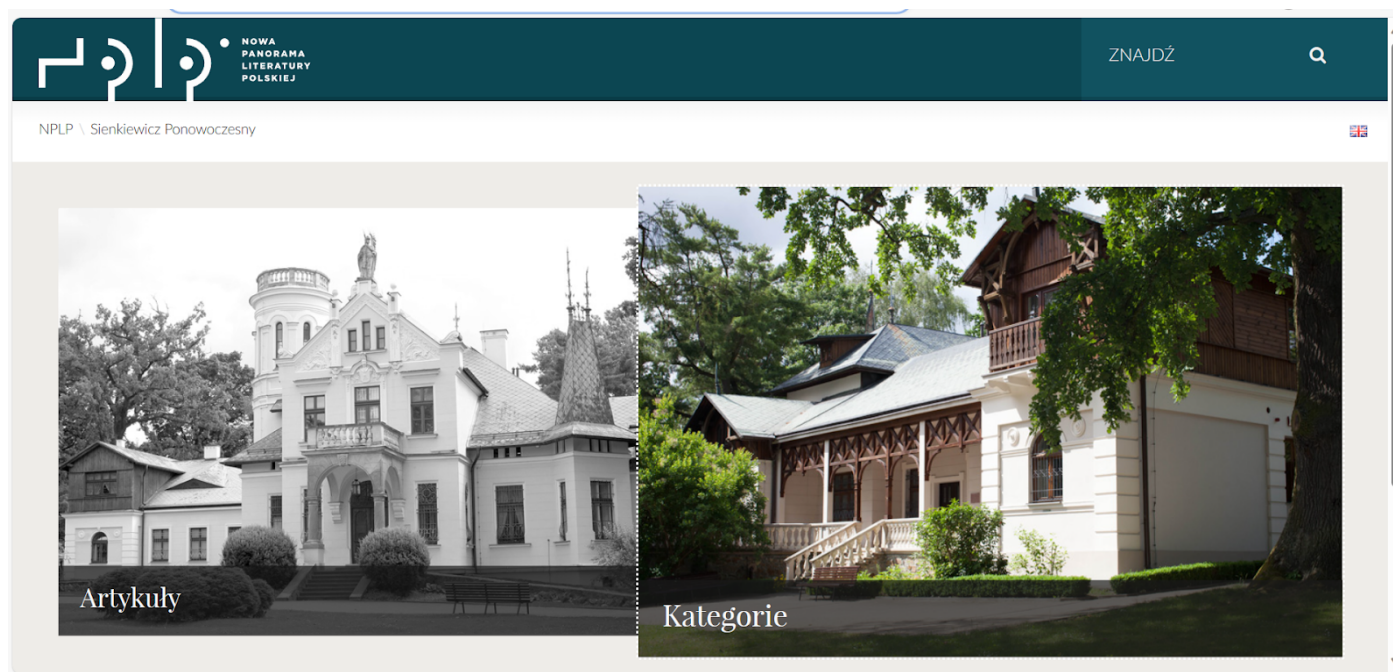 NOWA
PANORAMA
LITERATURY
POLSKIEJ
ZNAJDŹ
NPLP \ Sienkiewicz Ponowoczesny
Artykuły
Kategorie